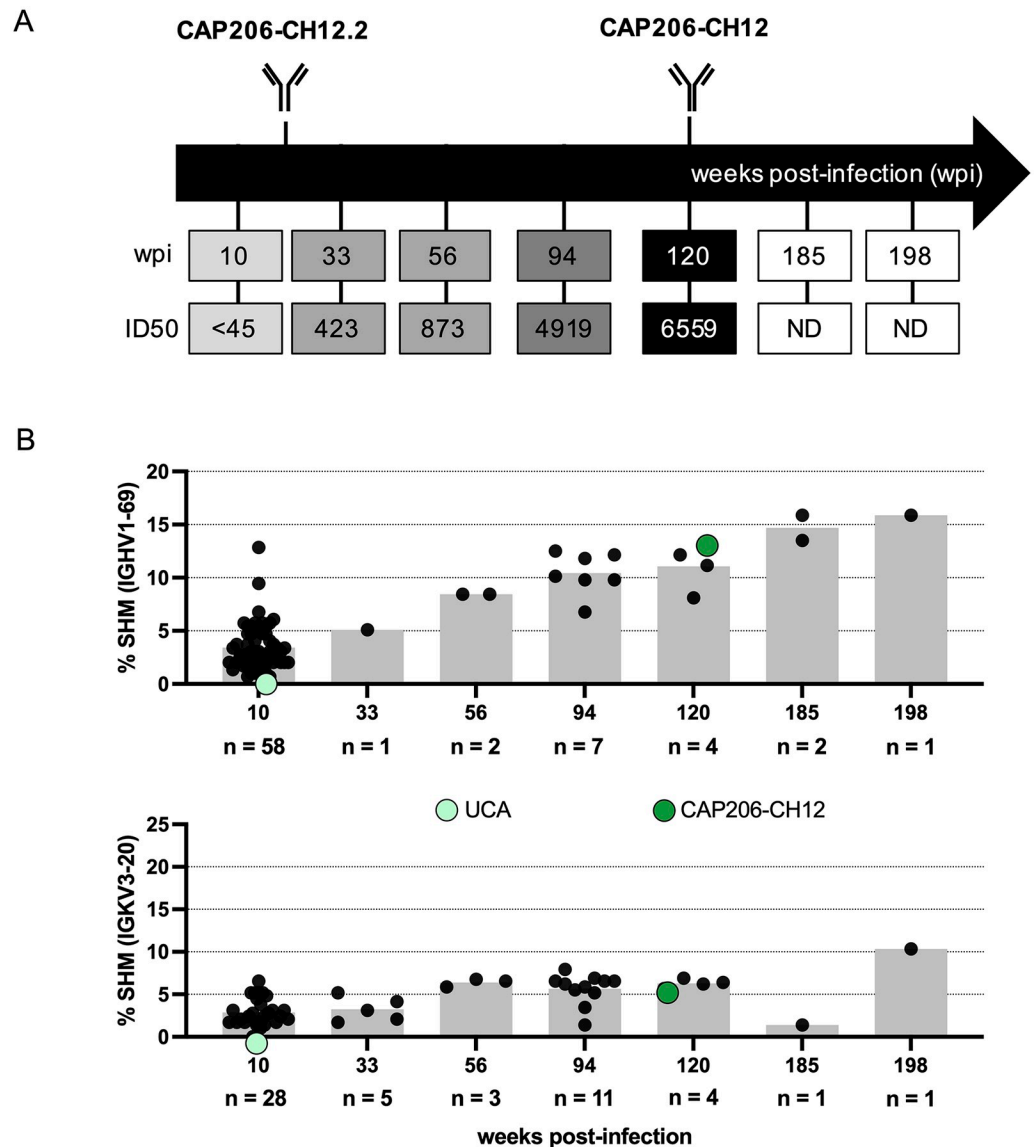 A
CAP206-CH12.2 CAP206-CH12
weeks post-infection (wpi)
wpi 10 33 56 94 120 185 198
ID50 <45 423 873 4919 6559 ND ND
B
% SHM (IGHV1-69)
20
15
10
5
0
10 33 56 94 120 185 198
n = 58 n = 1 n = 2 n = 7 n = 4 n = 2 n = 1
UCA CAP206-CH12
% SHM (IGKV3-20)
25
20
15
10
5
0
10 33 56 94 120 185 198
n = 28 n = 5 n = 3 n = 11 n = 4 n = 1 n = 1
weeks post-infection